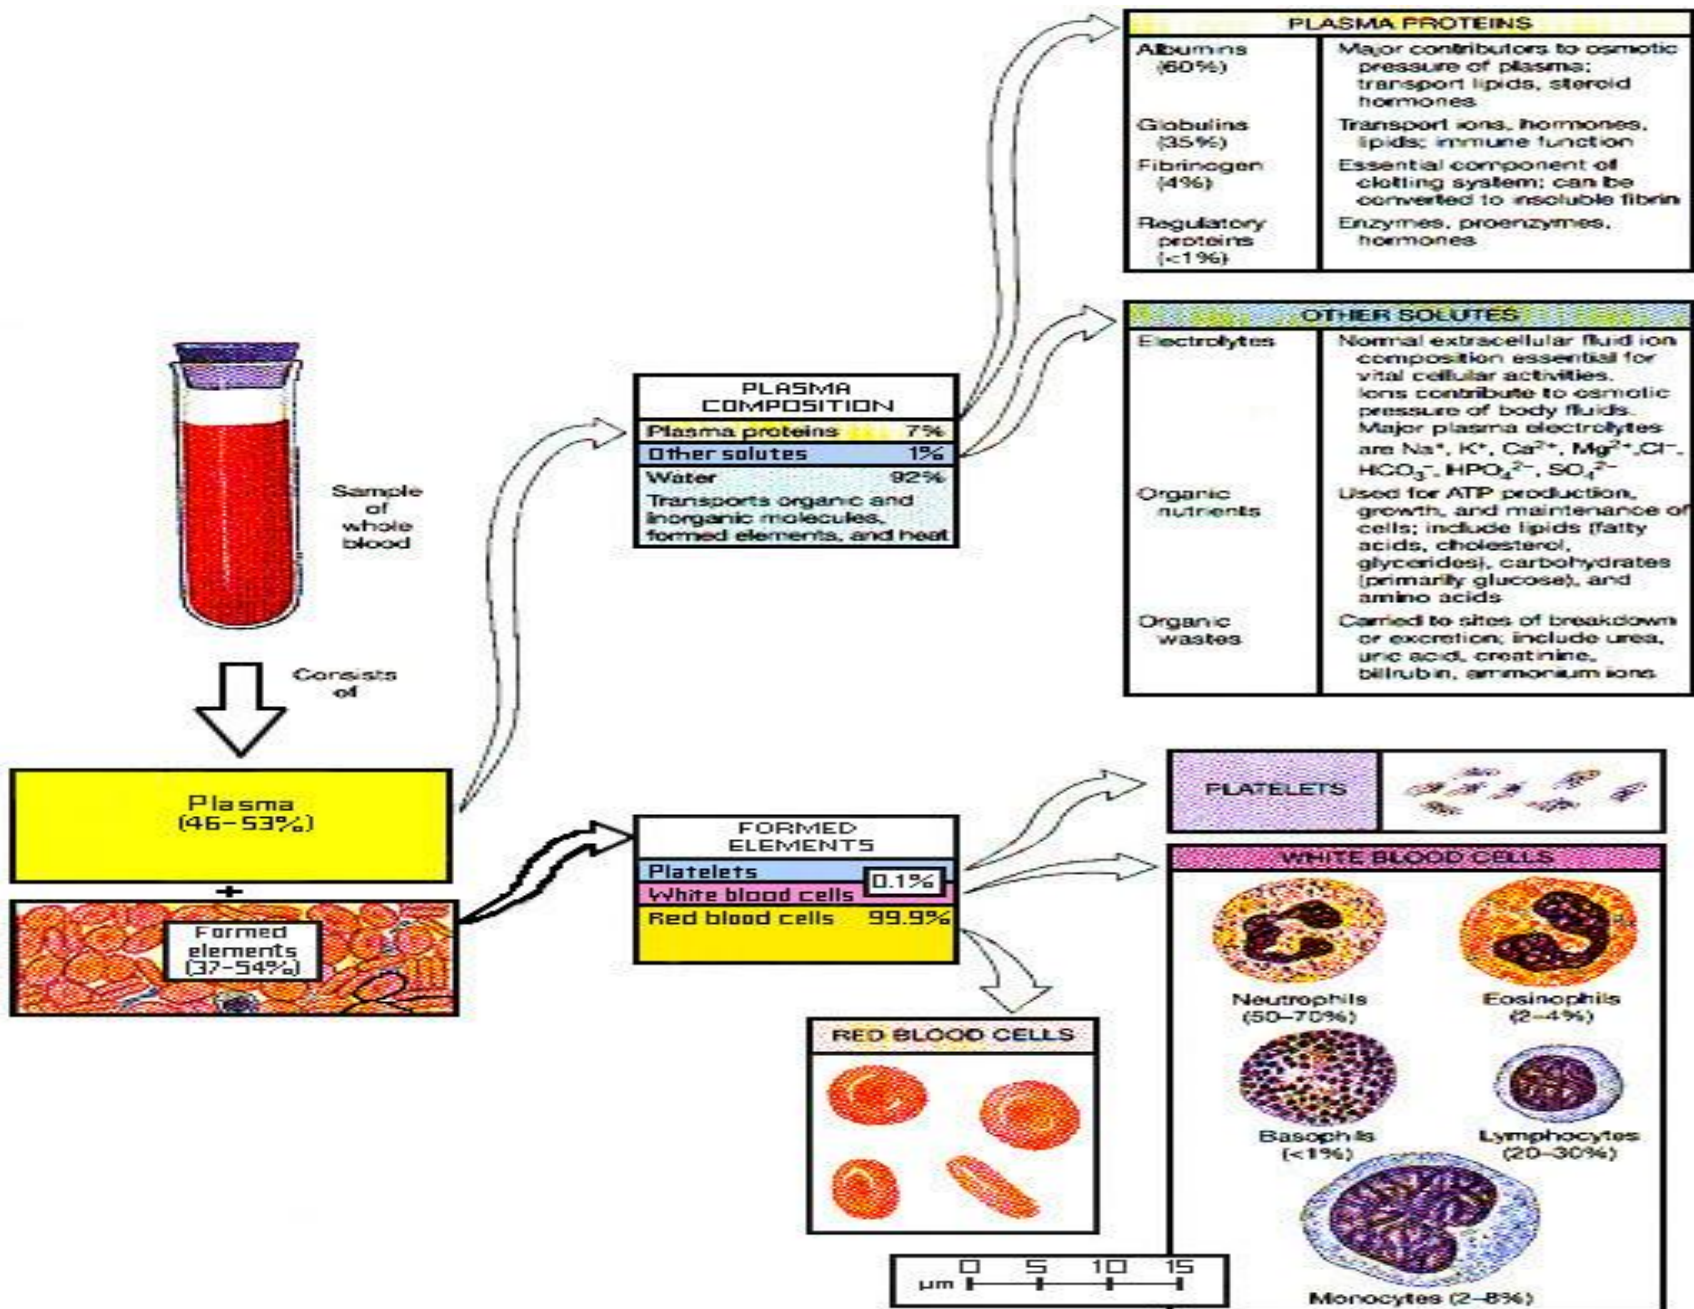 Sample
of
whole
blood
Consists
of
Plasma
(46-53%)
+
Formed
elements
(37-54%)
PLASMA
COMPOSITION
Plasma proteins 7%
Other solutes 1%
Water 92%
Transports organic and
inorganic molecules,
formed elements, and heat
PLASMA PROTEINS
Albumins
(60%)
Major contributors to osmotic
pressure of plasma;
transport lipids, steroid
hormones
Globulins
(35%)
Transport ions, hormones,
lipids; immune function
Fibrinogen
(4%)
Essential component of
clotting system; can be
converted to insoluble fibrin
Regulatory
proteins
(<1%)
Enzymes, proenzymes,
hormones
OTHER SOLUTES
Electrolytes
Normal extracellular fluid ion
composition essential for
vital cellular activities.
Ions contribute to osmotic
pressure of body fluids.
Major plasma electrolytes
are Na⁺, K⁺, Ca²⁺, Mg²⁺, Cl⁻,
HCO₃⁻, HPO₄²⁻, SO₄²⁻
Organic
nutrients
Used for ATP production,
growth, and maintenance of
cells; include lipids (fatty
acids, cholesterol,
glycerides), carbohydrates
(primarily glucose), and
amino acids
Organic
wastes
Carried to sites of breakdown
or excretion; include urea,
uric acid, creatinine,
bilirubin, ammonium ions
FORMED
ELEMENTS
Platelets
0.1%
White blood cells
Red blood cells 99.9%
PLATELETS
WHITE BLOOD CELLS
Neutrophils
(50-70%)
Eosinophils
(2-4%)
Basophils
(<1%)
Lymphocytes
(20-30%)
Monocytes (2-8%)
RED BLOOD CELLS
0 5 10 15
µm